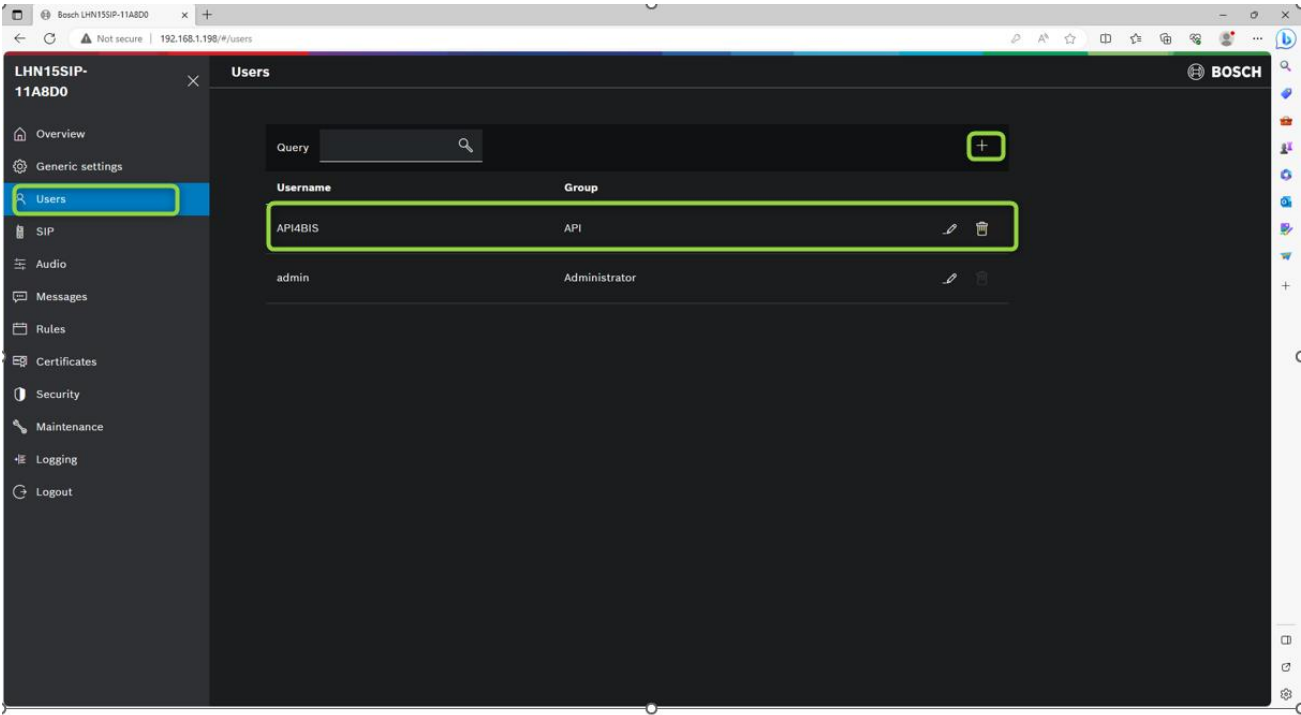 Bosch LHN15SIP-11A8D0
Not secure 192.168.1.198/#/users
LHN15SIP-
11A8D0
Users
BOSCH
Overview
Generic settings
Users
SIP
Audio
Messages
Rules
Certificates
Security
Maintenance
Logging
Logout
Query
Username Group
API4BIS API
admin Administrator